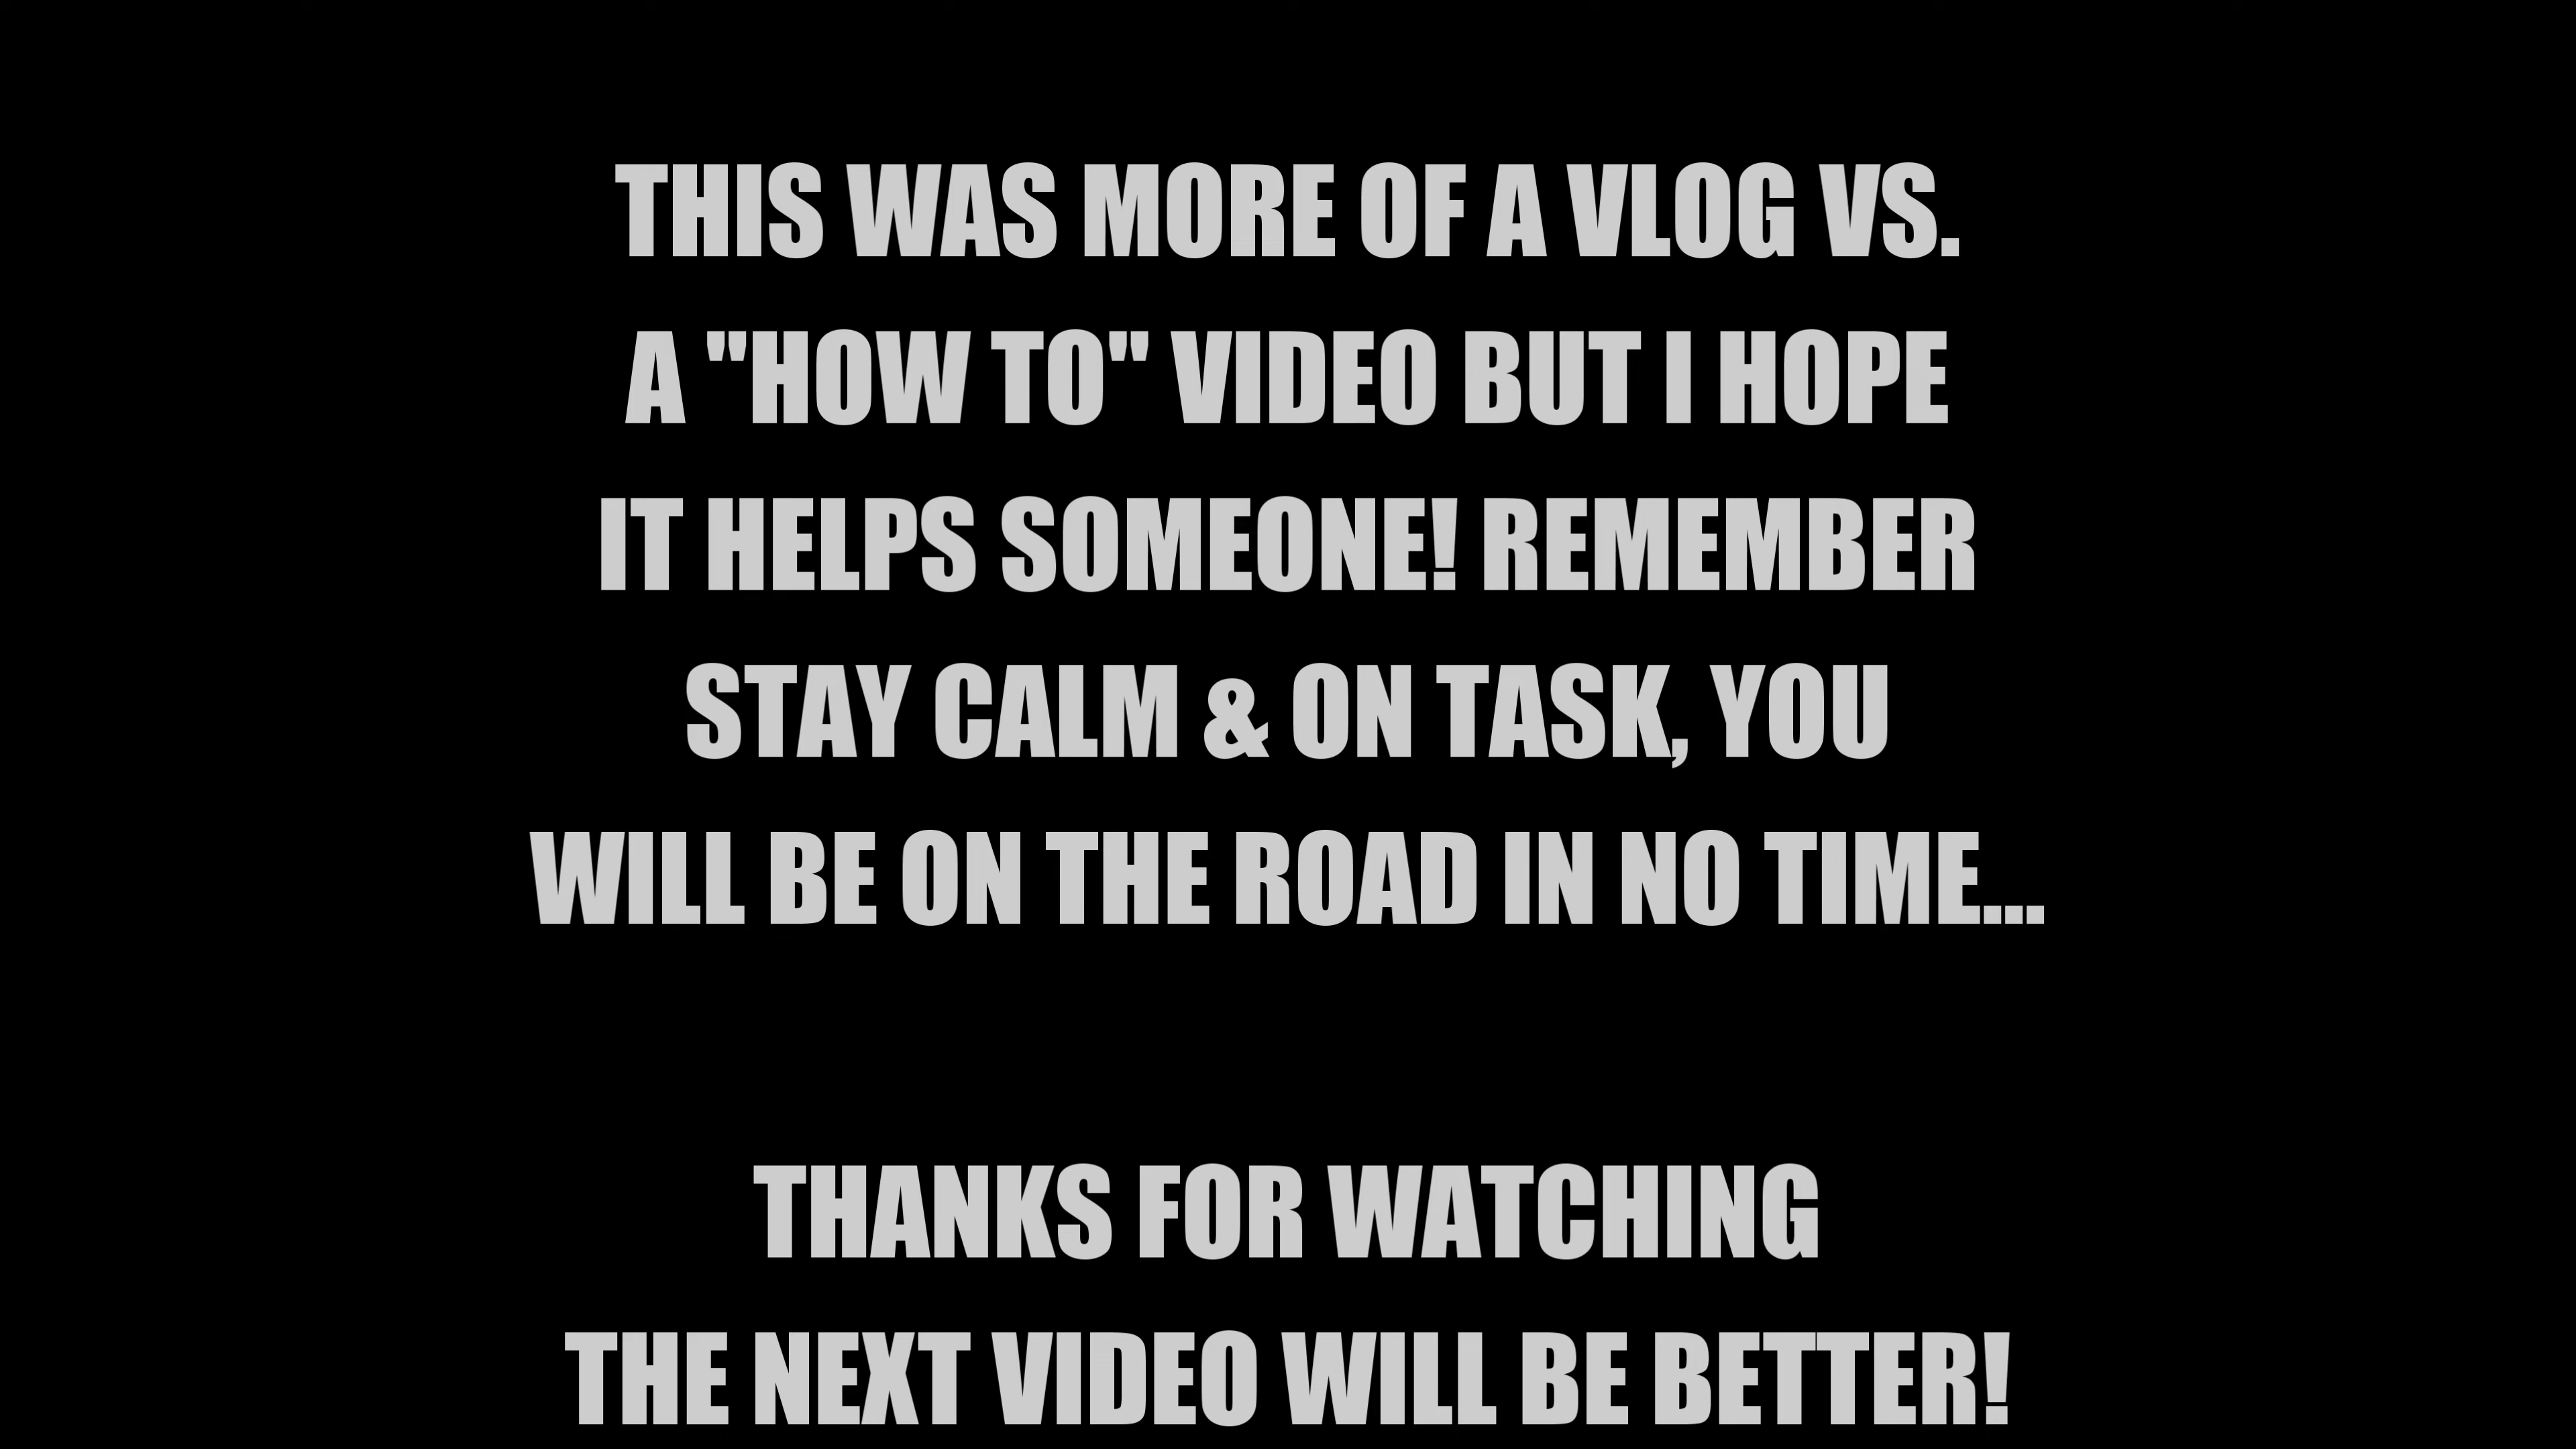 THIS WAS MORE OF A VLOG VS.
A "HOW TO" VIDEO BUT I HOPE
IT HELPS SOMEONE! REMEMBER
STAY CALM & ON TASK, YOU
WILL BE ON THE ROAD IN NO TIME...
THANKS FOR WATCHING
THE NEXT VIDEO WILL BE BETTER!